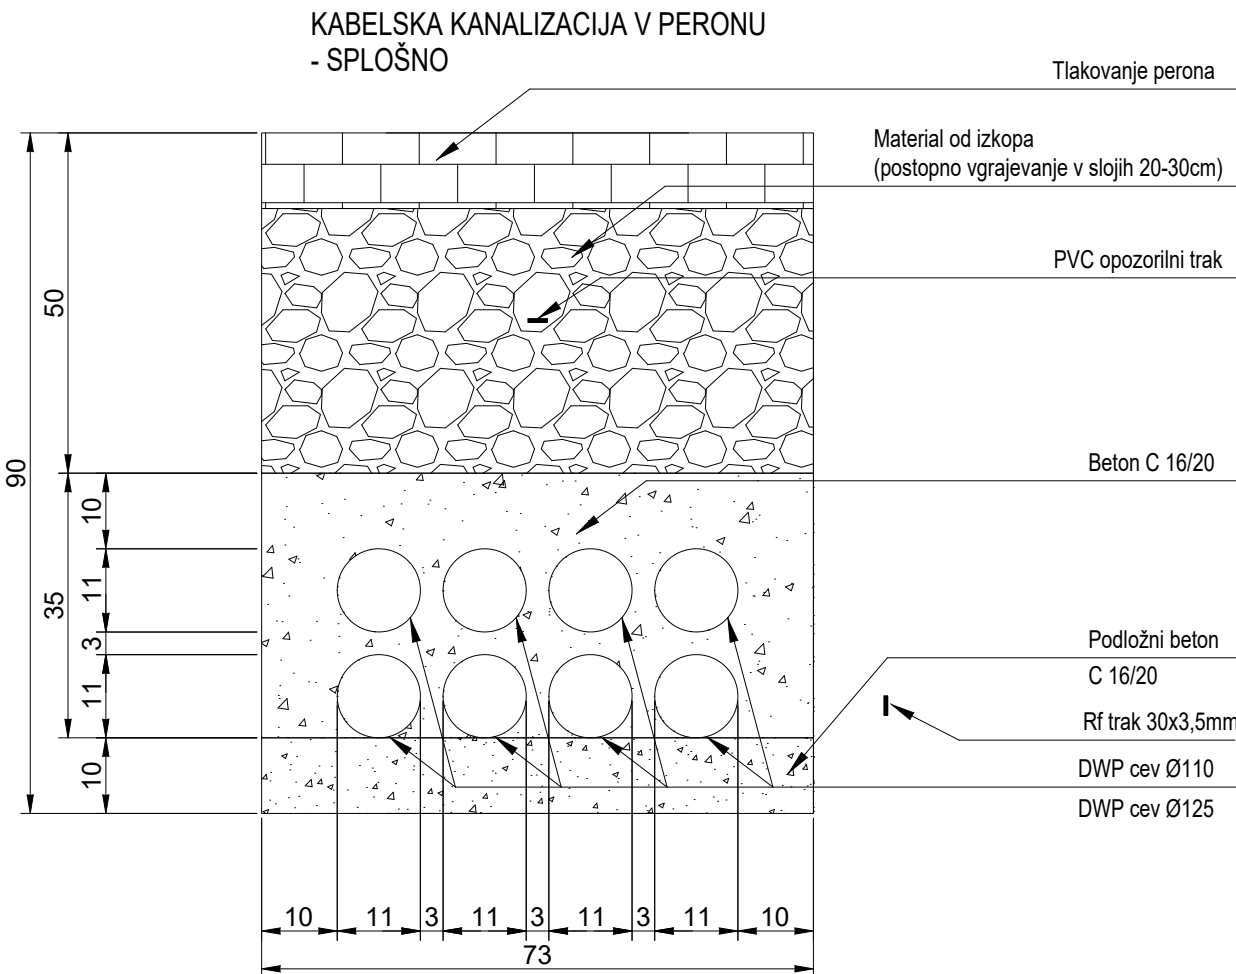 KABELSKA KANALIZACIJA V PERONU
- SPLOŠNO
Tlakovanje perona
Material od izkopa
(postopno vgrajevanje v slojih 20-30cm)
PVC opozorilni trak
Beton C 16/20
Podložni beton
C 16/20
Rf trak 30x3,5mm
DWP cev Ø110
DWP cev Ø125
90
50
35
10
11
3
11
10
10
11
3
11
3
11
3
11
10
73